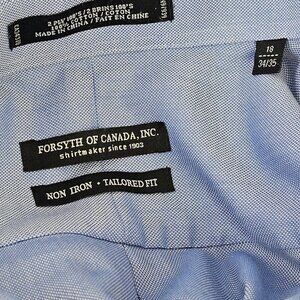 2 PLY 100'S / 2 BRINS 100'S
100% COTTON / COTON
MADE IN CHINA / FAIT EN CHINE
18
34/35
FORSYTH OF CANADA, INC.
shirtmaker since 1903
NON IRON • TAILORED FIT